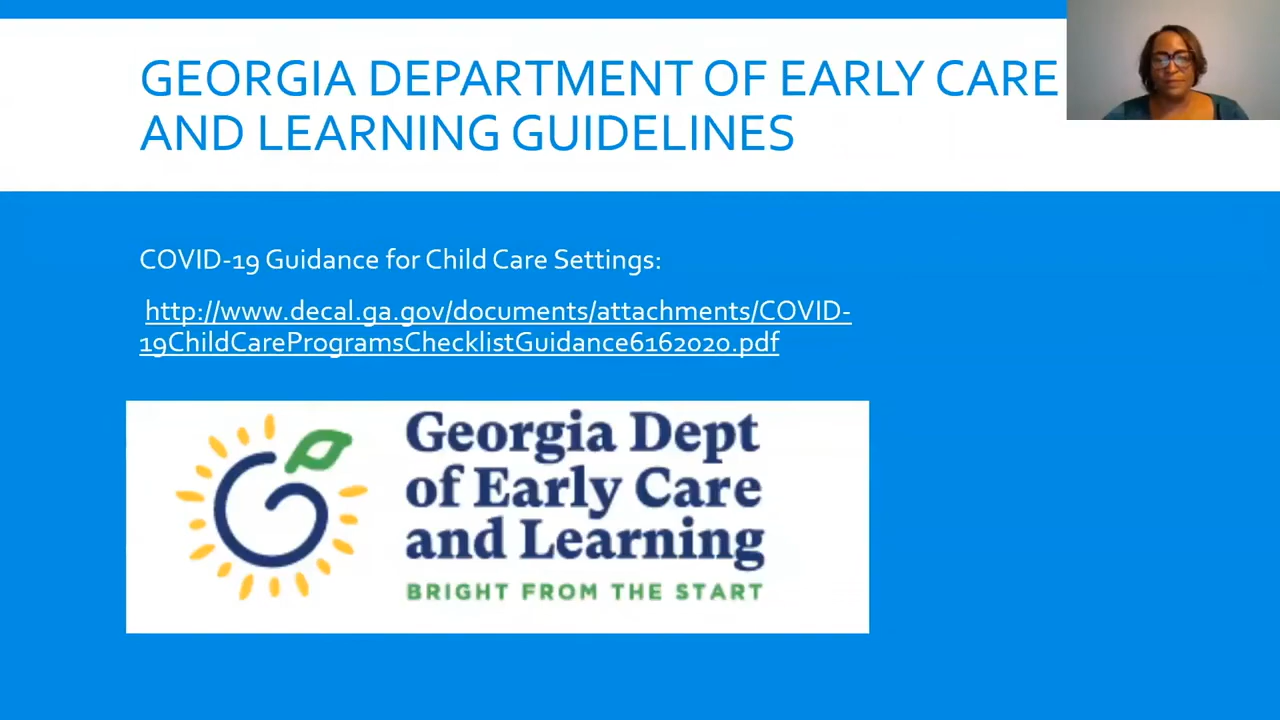 GEORGIA DEPARTMENT OF EARLY CARE
AND LEARNING GUIDELINES
COVID-19 Guidance for Child Care Settings:
http://www.decal.ga.gov/documents/attachments/COVID-
19ChildCareProgramsChecklistGuidance6162020.pdf
Georgia Dept
of Early Care
and Learning
BRIGHT FROM THE START